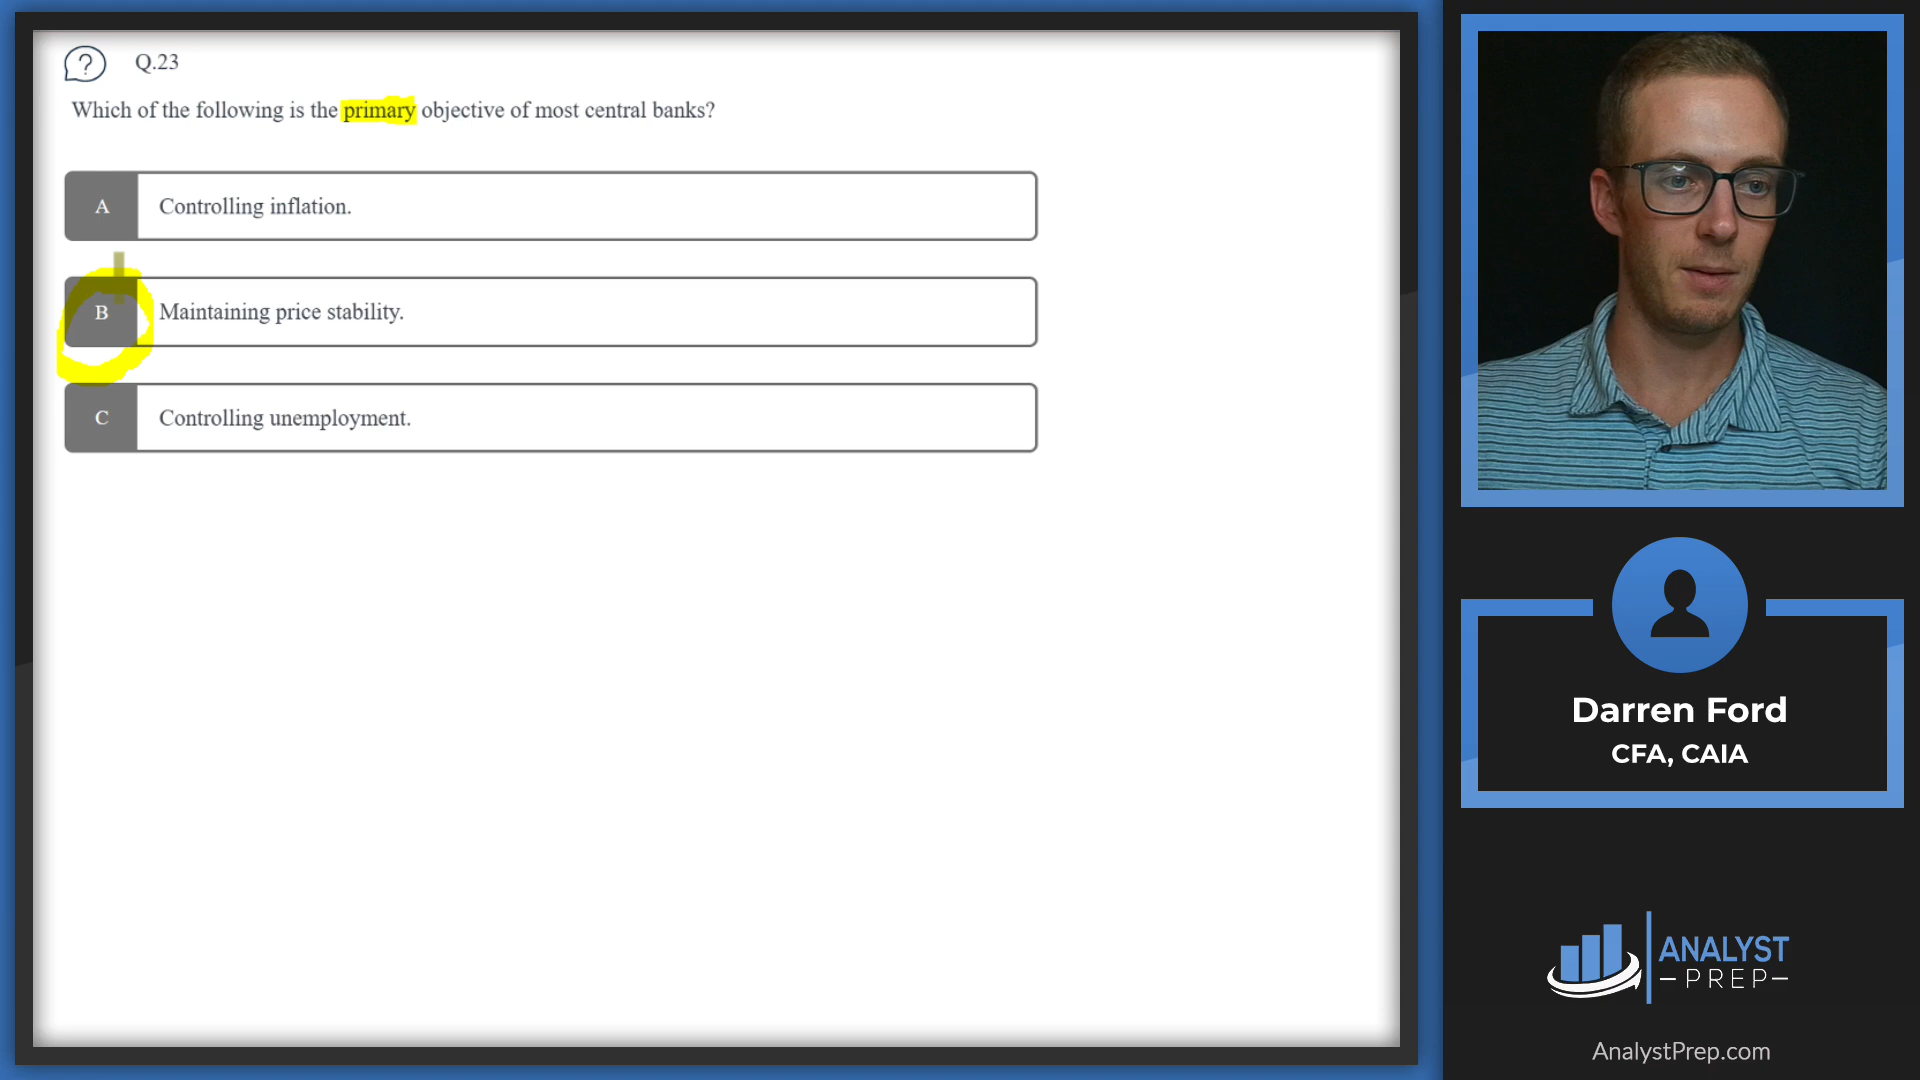 Q.23
Which of the following is the primary objective of most central banks?
A
Controlling inflation.
B
Maintaining price stability.
C
Controlling unemployment.
Darren Ford
CFA, CAIA
ANALYST
PREP
AnalystPrep.com